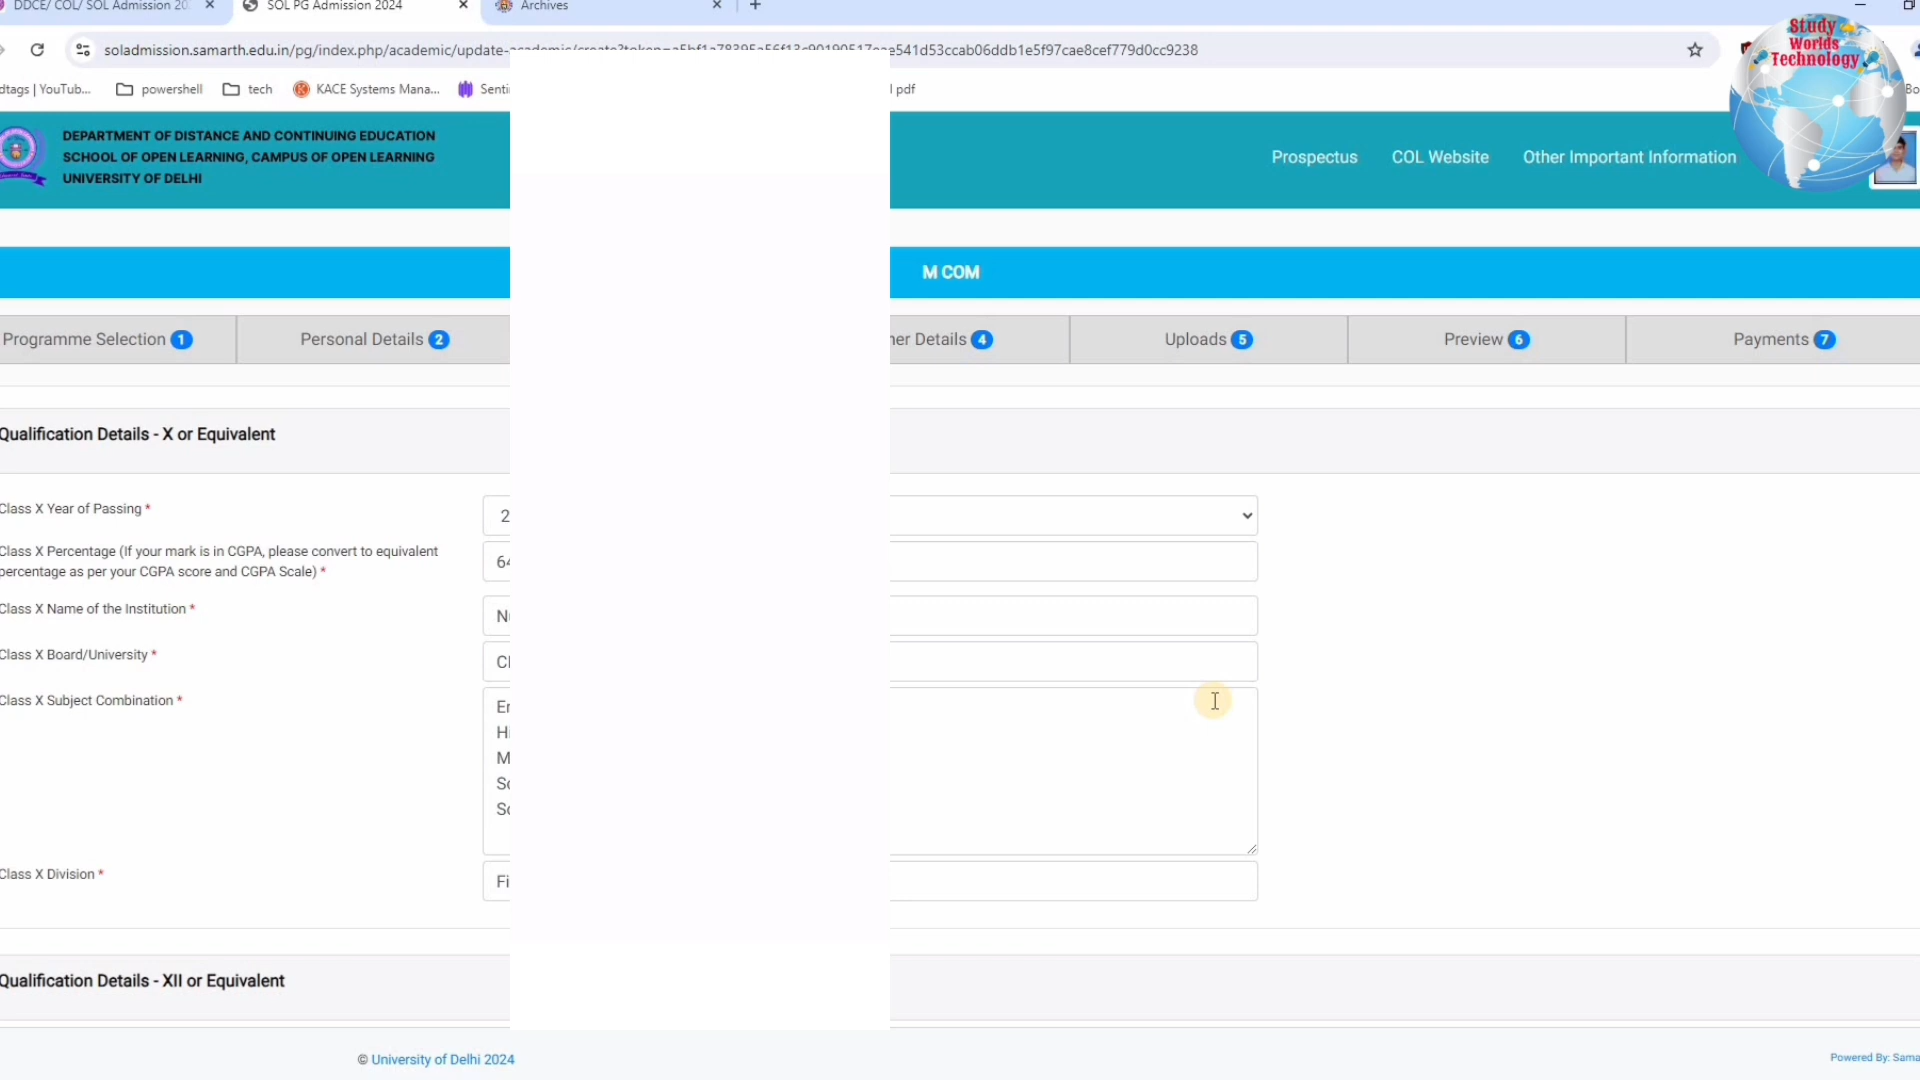 DDCE/ COL/ SOL Admission 20
SOL PG Admission 2024
Archives
soladmission.samarth.edu.in/pg/index.php/academic/update-academic/create?token=
541d53ccab06ddb1e5f97cae8cef779d0cc9238
dtags | YouTub...
powershell
tech
KACE Systems Mana...
Senti
l pdf
Study
Worlds
Technology
DEPARTMENT OF DISTANCE AND CONTINUING EDUCATION
SCHOOL OF OPEN LEARNING, CAMPUS OF OPEN LEARNING
UNIVERSITY OF DELHI
Prospectus
COL Website
Other Important Information
M COM
Programme Selection 1
Personal Details 2
her Details 4
Uploads 5
Preview 6
Payments 7
Qualification Details - X or Equivalent
Class X Year of Passing *
2
Class X Percentage (If your mark is in CGPA, please convert to equivalent
percentage as per your CGPA score and CGPA Scale) *
64
Class X Name of the Institution *
Class X Board/University *
Class X Subject Combination *
Hi
M
Class X Division *
Fi
Qualification Details - XII or Equivalent
© University of Delhi 2024
Powered By: Sama